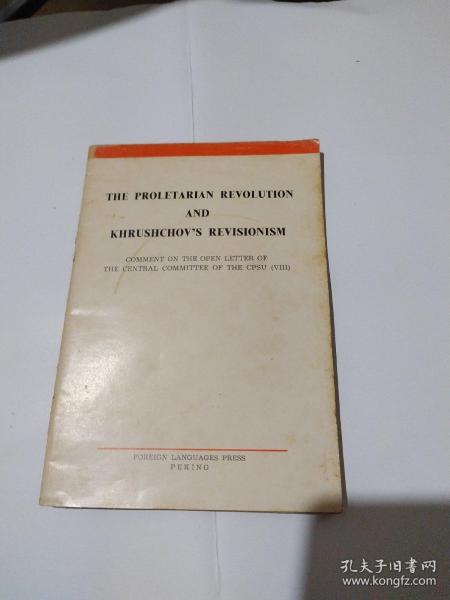 THE PROLETARIAN REVOLUTION
AND
KHRUSHCHOV'S REVISIONISM
COMMENT ON THE OPEN LETTER OF
THE CENTRAL COMMITTEE OF THE CPSU (VIII)
FOREIGN LANGUAGES PRESS
PEKING
孔夫子旧书网
www.kongfz.com